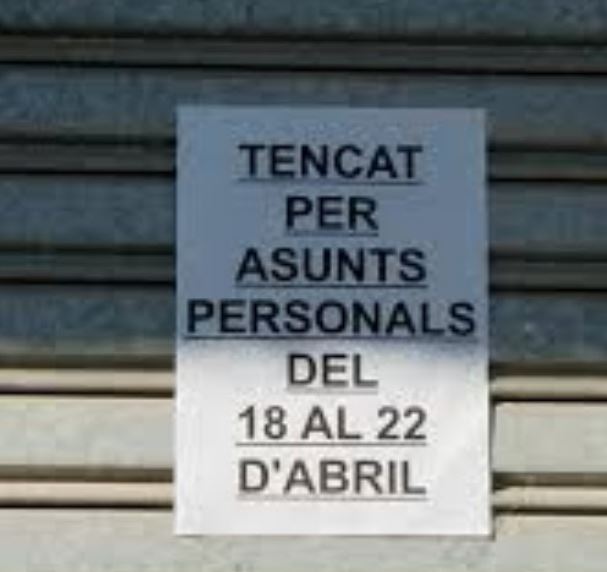 TENCAT
PER
ASUNTS
PERSONALS
DEL
18 AL 22
D'ABRIL